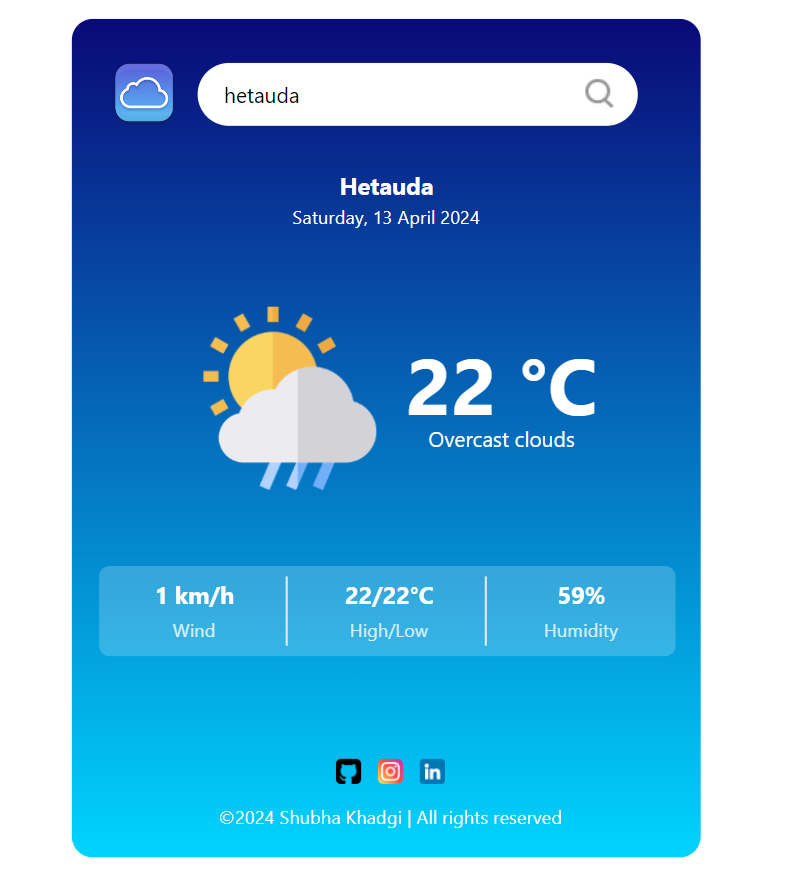 hetauda
Hetauda
Saturday, 13 April 2024
22 °C
Overcast clouds
1 km/h
Wind
22/22°C
High/Low
59%
Humidity
in
©2024 Shubha Khadgi | All rights reserved